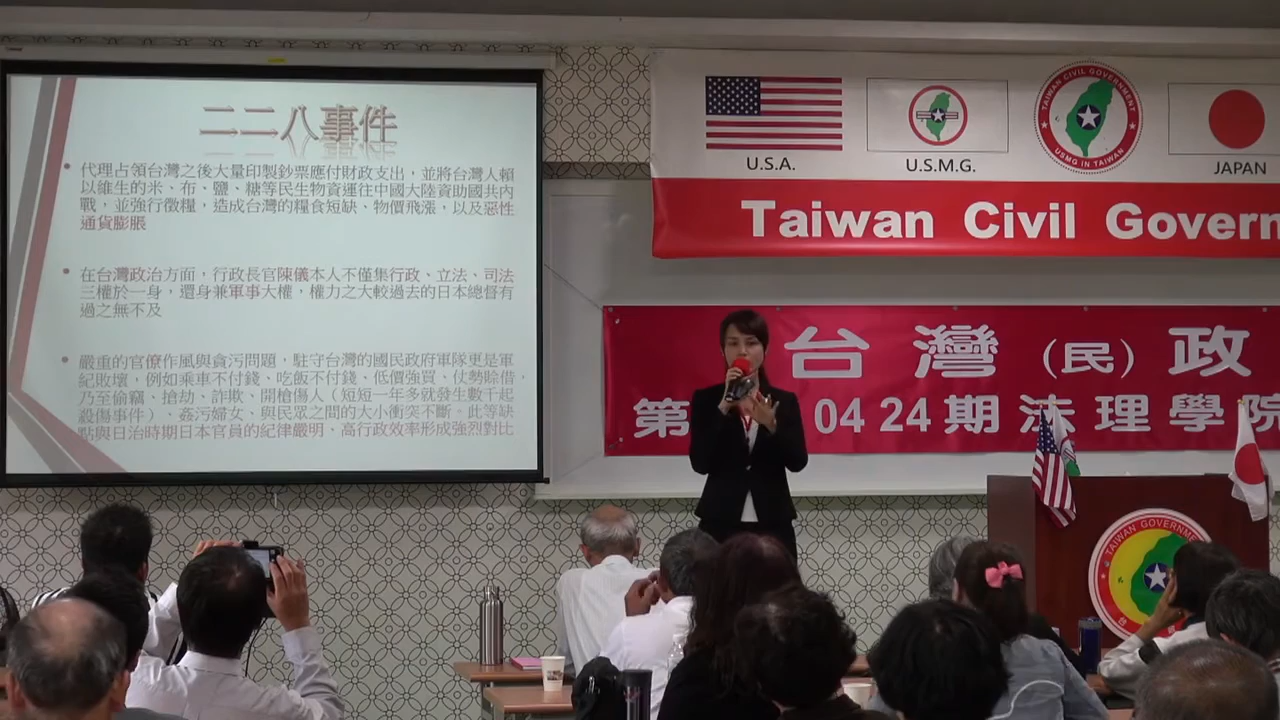 二二八事件
代理占領台灣之後大量印製鈔票應付財政支出，並將台灣人賴
以維生的米、布、鹽、糖等民生物資運往中國大陸資助國共內
戰，並強行徵糧，造成台灣的糧食短缺、物價飛漲，以及惡性
通貨膨脹
在台灣政治方面，行政長官陳儀本人不僅集行政、立法、司法
三權於一身，還身兼軍事大權，權力之大較過去的日本總督有
過之無不及
嚴重的官僚作風與貪污問題，駐守台灣的國民政府軍隊更是軍
紀敗壞，例如乘車不付錢、吃飯不付錢、低價強買、仗勢賒借，
乃至偷竊、搶劫、詐欺、開槍傷人（短短一年多就發生數千起
殺傷事件）、姦污婦女、與民眾之間的大小衝突不斷。此等缺
點與日治時期日本官員的紀律嚴明、高行政效率形成強烈對比
TAIWAN CIVIL GOVERNMENT
USMG IN TAIWAN
U.S.A.
U.S.M.G.
JAPAN
Taiwan Civil Govern
台灣（民）政
第 04 24期法理學院
TAIWAN GOVERNMENT